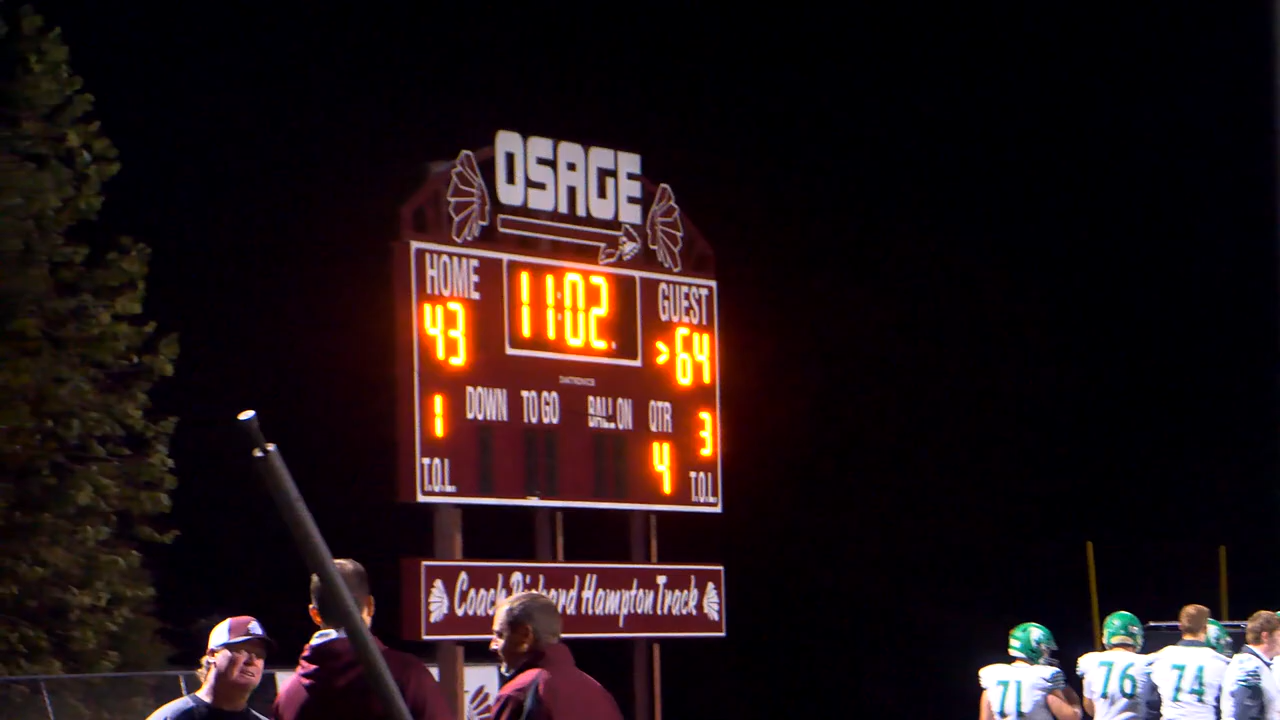 OSAGE
HOME 11:02 GUEST
43 >64
1 DOWN TO GO BALL ON QTR 3
T.O.L. 4 T.O.L.
Coach Richard Hampton Track
71 76 74